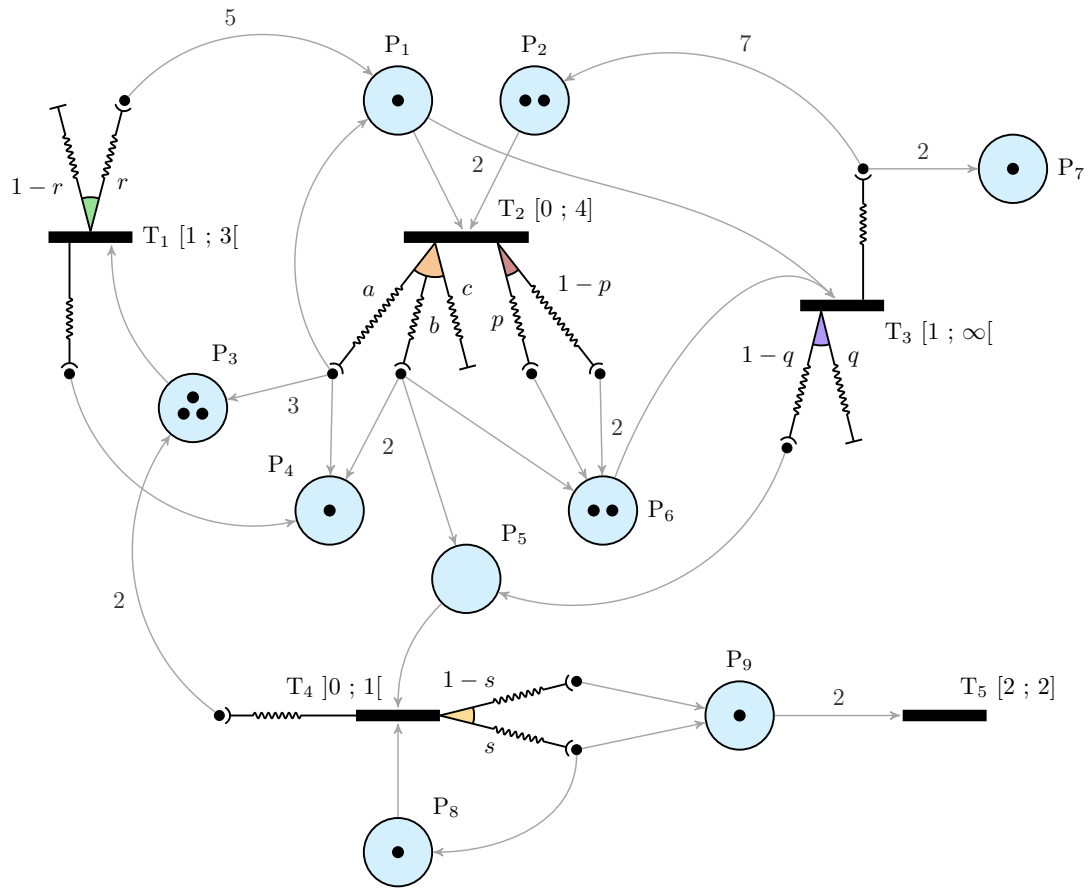 5
P₁
P₂
7
2
P₇
1 − r
r
2
T₁ [1 ; 3[
T₂ [0 ; 4]
a
b
c
p
1−p
T₃ [1 ; ∞[
1 − q
q
P₃
3
2
2
P₄
P₆
P₅
2
T₄ ]0 ; 1[
1 − s
s
P₉
2
T₅ [2 ; 2]
P₈